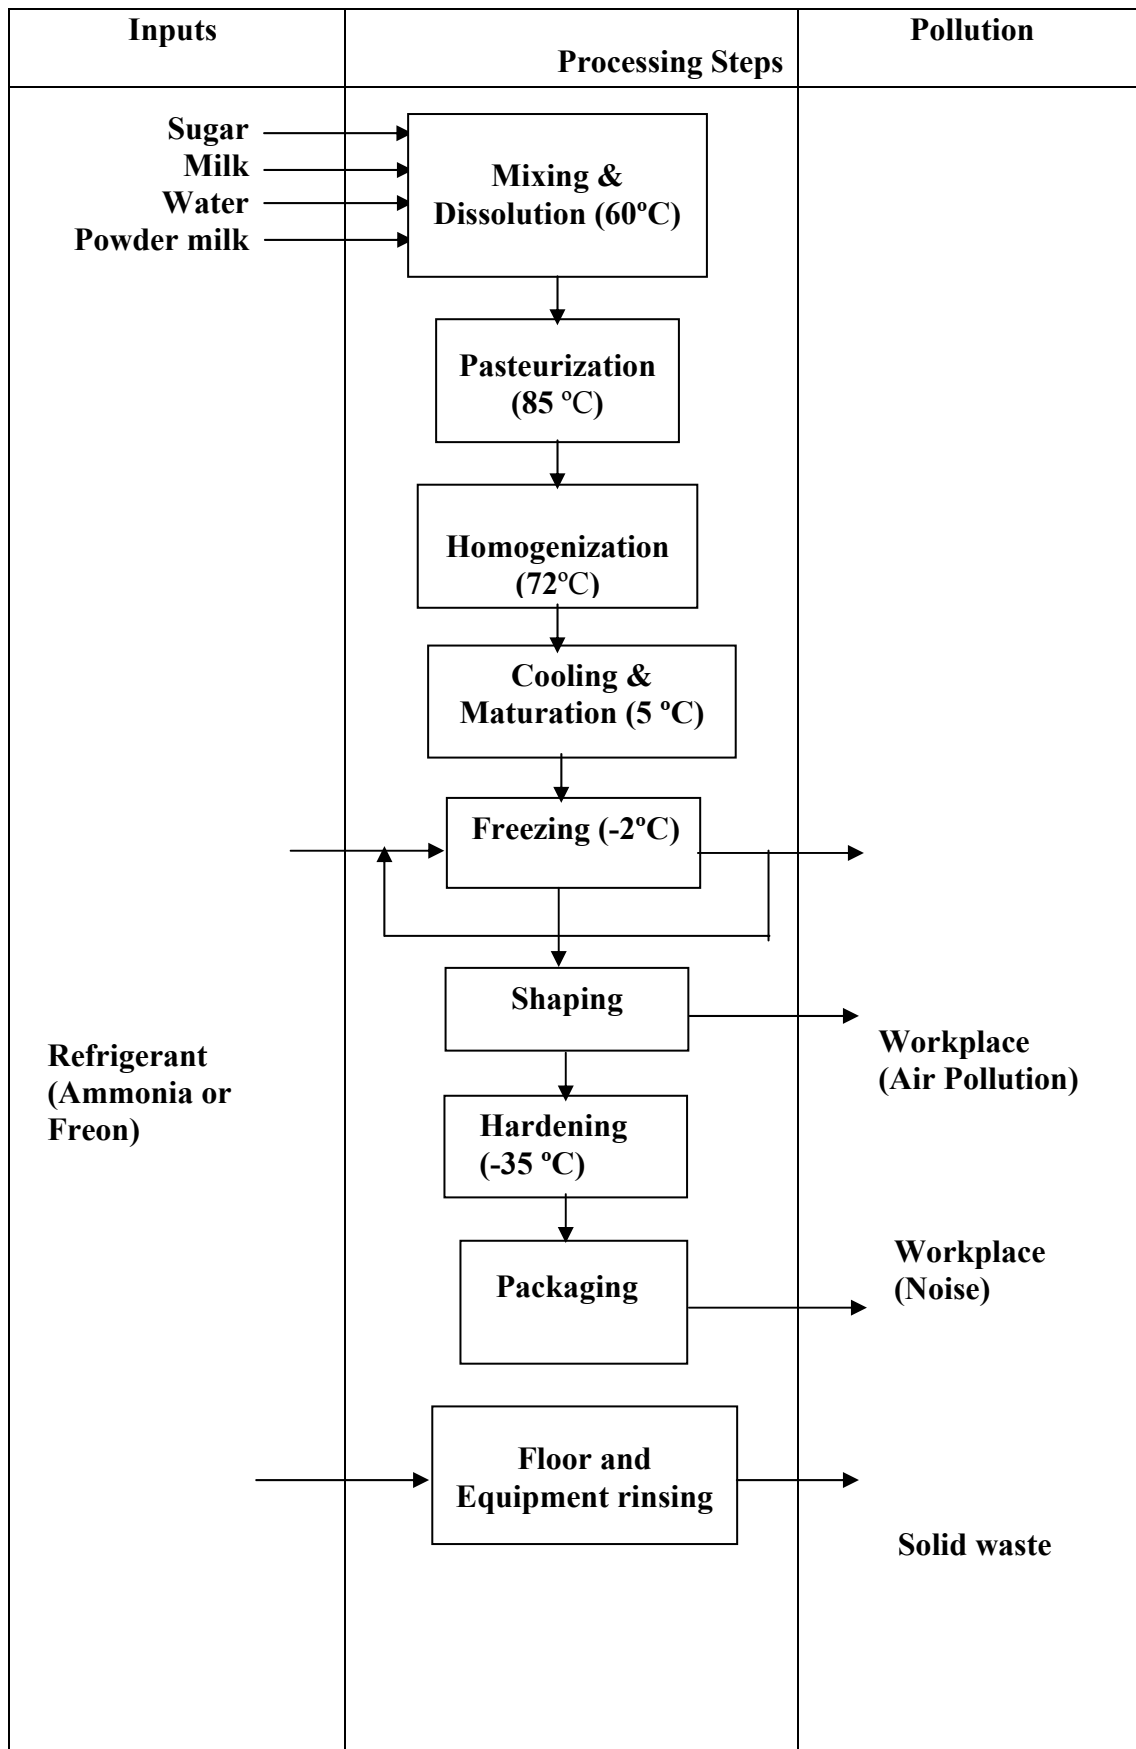 Inputs
Processing Steps
Pollution
Sugar
Milk
Water
Powder milk
Mixing &
Dissolution (60ºC)
Pasteurization
(85 ºC)
Homogenization
(72ºC)
Cooling &
Maturation (5 ºC)
Freezing (-2ºC)
Shaping
Refrigerant
(Ammonia or
Freon)
Workplace
(Air Pollution)
Hardening
(-35 ºC)
Packaging
Workplace
(Noise)
Floor and
Equipment rinsing
Solid waste